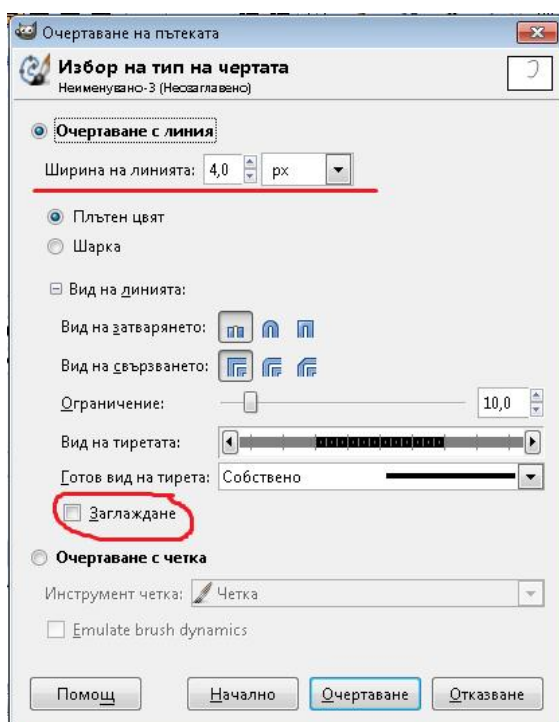 Очертаване на пътеката
Избор на тип на чертата
Неименувано-3 (Неозаглавено)
Очертаване с линия
Ширина на линията: 4,0 px
Плътен цвят
Шарка
Вид на линията:
Вид на затварянето:
Вид на свързването:
Ограничение: 10,0
Вид на тиретата:
Готов вид на тирета: Собствено
Заглаждане
Очертаване с четка
Инструмент четка: Четка
Emulate brush dynamics
Помощ Начално Очертаване Отказване